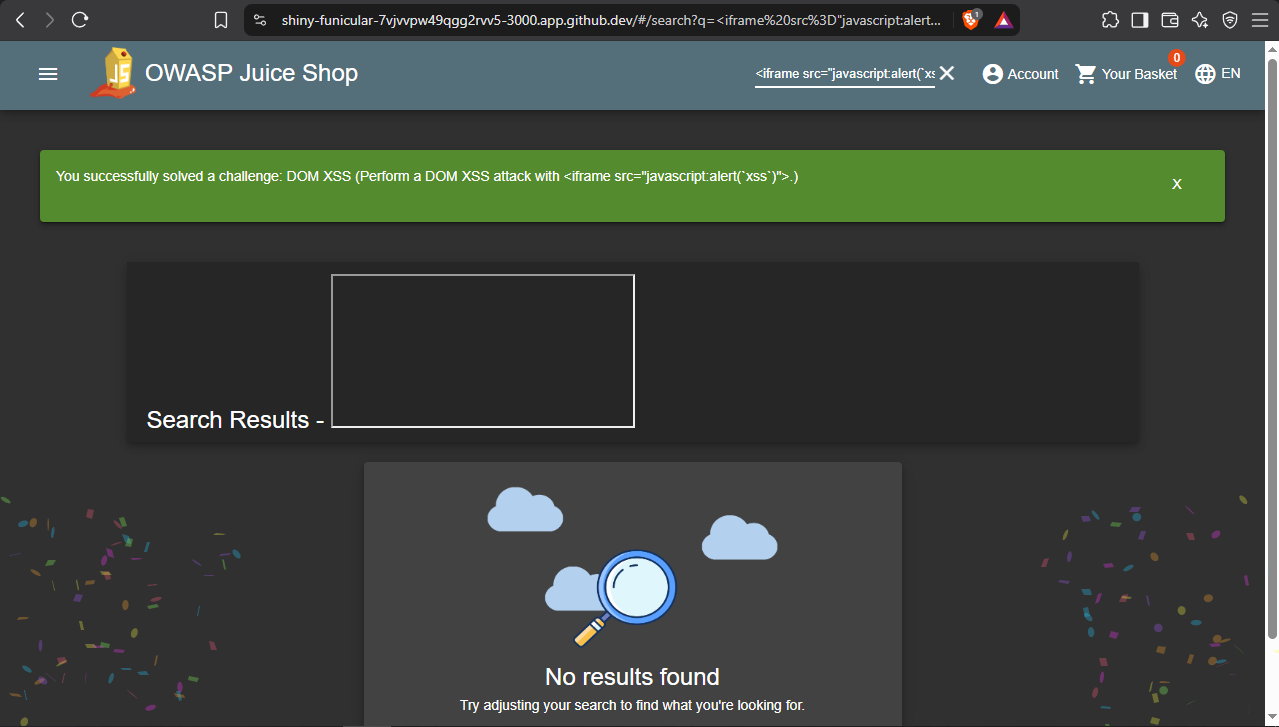 shiny-funicular-7vjvvpw49qgg2rvv5-3000.app.github.dev/#/search?q=<iframe%20src%3D"javascript:alert...
1
JS
OWASP Juice Shop
<iframe src="javascript:alert(`xs
Account
Your Basket
0
EN
You successfully solved a challenge: DOM XSS (Perform a DOM XSS attack with <iframe src="javascript:alert(`xss`)">.)
X
Search Results -
No results found
Try adjusting your search to find what you're looking for.